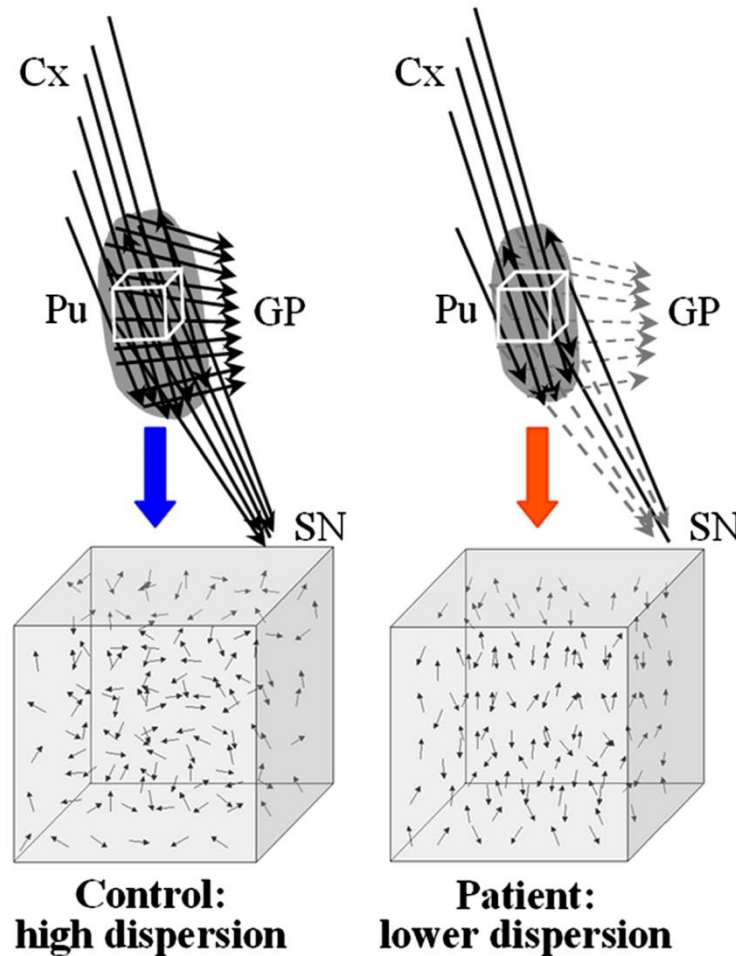 Cx
Cx
Pu
GP
Pu
GP
SN
SN
Control:
high dispersion
Patient:
lower dispersion